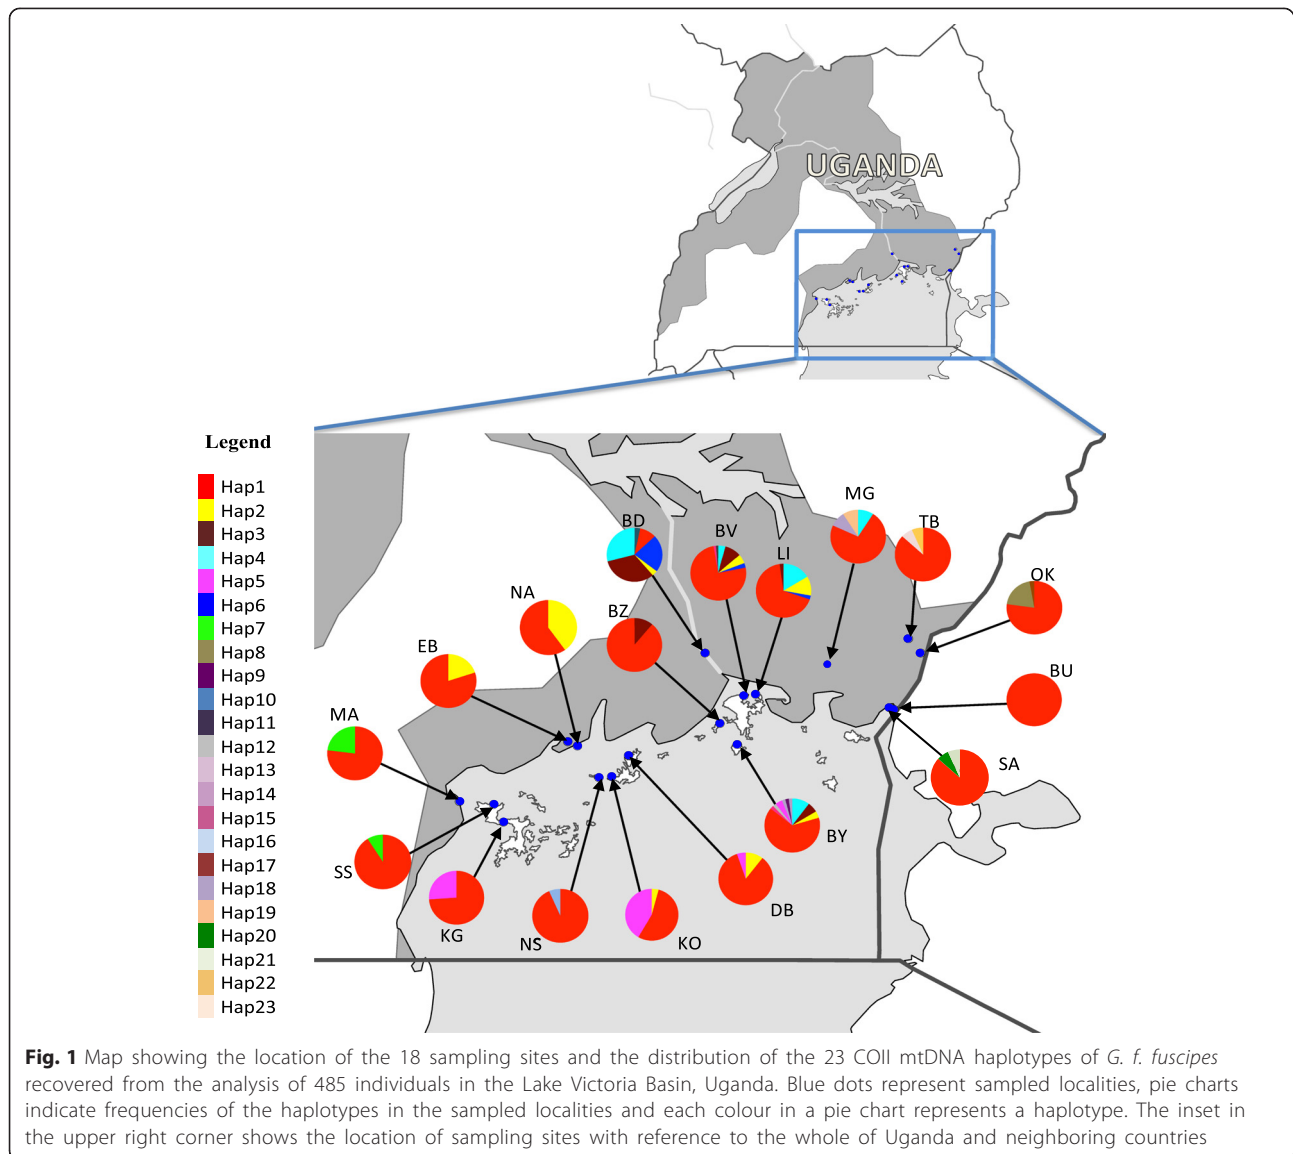 UGANDA
Legend
Hap1
Hap2
Hap3
Hap4
Hap5
Hap6
Hap7
Hap8
Hap9
Hap10
Hap11
Hap12
Hap13
Hap14
Hap15
Hap16
Hap17
Hap18
Hap19
Hap20
Hap21
Hap22
Hap23
MG
BD
BV
TB
LI
OK
NA
BZ
EB
BU
MA
SA
BY
SS
DB
KG
NS
KO
Fig. 1 Map showing the location of the 18 sampling sites and the distribution of the 23 COII mtDNA haplotypes of G. f. fuscipes
recovered from the analysis of 485 individuals in the Lake Victoria Basin, Uganda. Blue dots represent sampled localities, pie charts
indicate frequencies of the haplotypes in the sampled localities and each colour in a pie chart represents a haplotype. The inset in
the upper right corner shows the location of sampling sites with reference to the whole of Uganda and neighboring countries